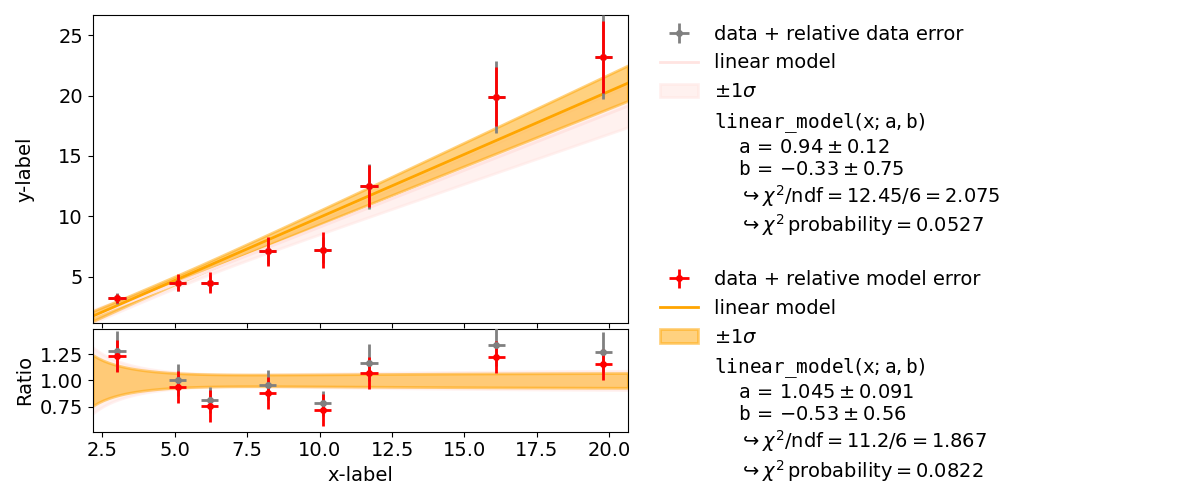 25
20
15
10
5
y-label
1.25
1.00
0.75
Ratio
2.5 5.0 7.5 10.0 12.5 15.0 17.5 20.0
x-label
data + relative data error
linear model
±1σ
linear_model(x; a, b)
a = 0.94 ± 0.12
b = −0.33 ± 0.75
↪ χ²/ndf = 12.45/6 = 2.075
↪ χ² probability = 0.0527
data + relative model error
linear model
±1σ
linear_model(x; a, b)
a = 1.045 ± 0.091
b = −0.53 ± 0.56
↪ χ²/ndf = 11.2/6 = 1.867
↪ χ² probability = 0.0822